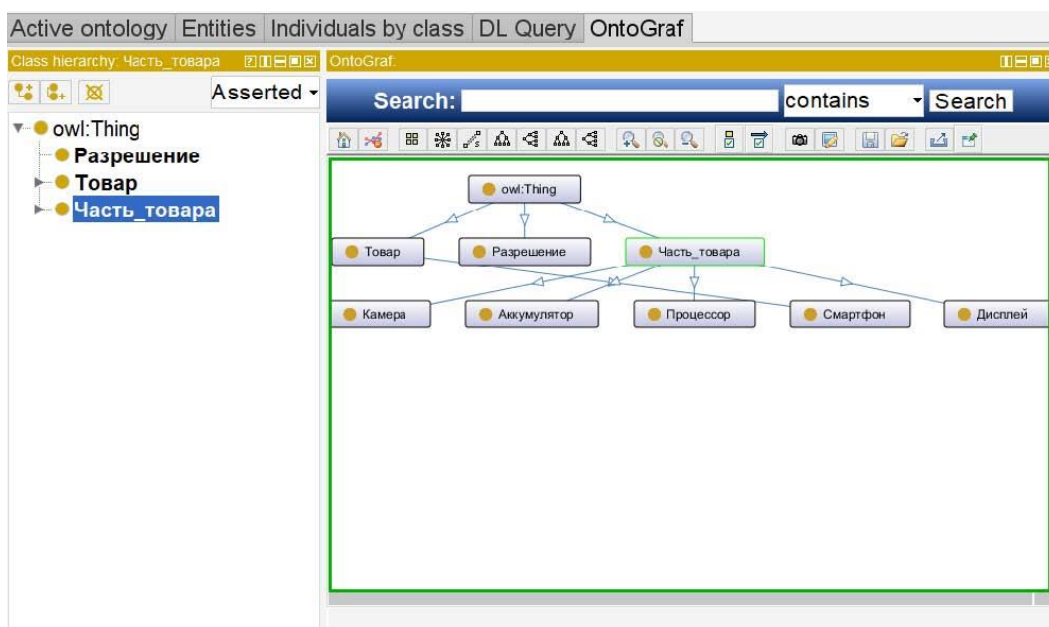 Active ontology Entities Individuals by class DL Query OntoGraf
Class hierarchy: Часть_товара
Asserted
owl:Thing
Разрешение
Товар
Часть_товара
OntoGraf:
Search: contains Search
owl:Thing
Товар Разрешение Часть_товара
Камера Аккумулятор Процессор Смартфон Дисплей